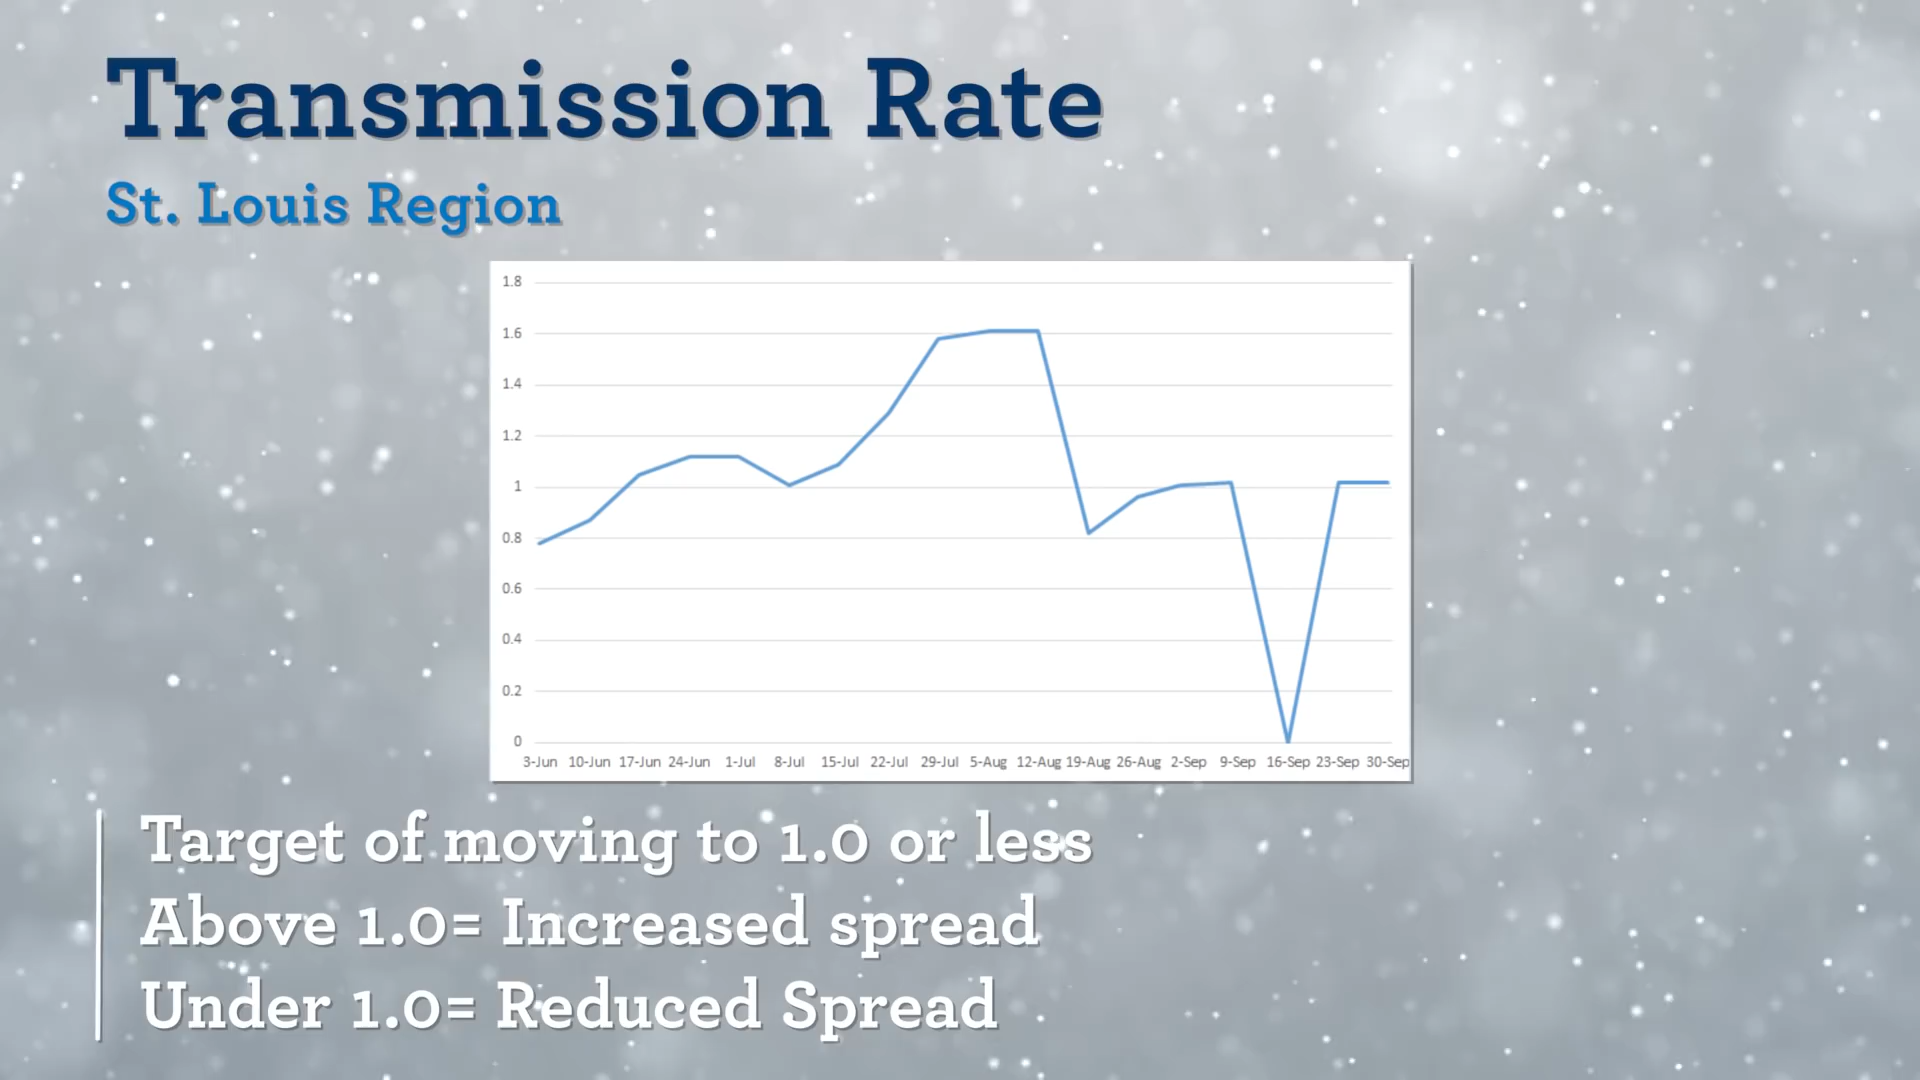 Transmission Rate
St. Louis Region
1.8
1.6
1.4
1.2
1
0.8
0.6
0.4
0.2
0
3-Jun 10-Jun 17-Jun 24-Jun 1-Jul 8-Jul 15-Jul 22-Jul 29-Jul 5-Aug 12-Aug 19-Aug 26-Aug 2-Sep 9-Sep 16-Sep 23-Sep 30-Sep
Target of moving to 1.0 or less
Above 1.0= Increased spread
Under 1.0= Reduced Spread